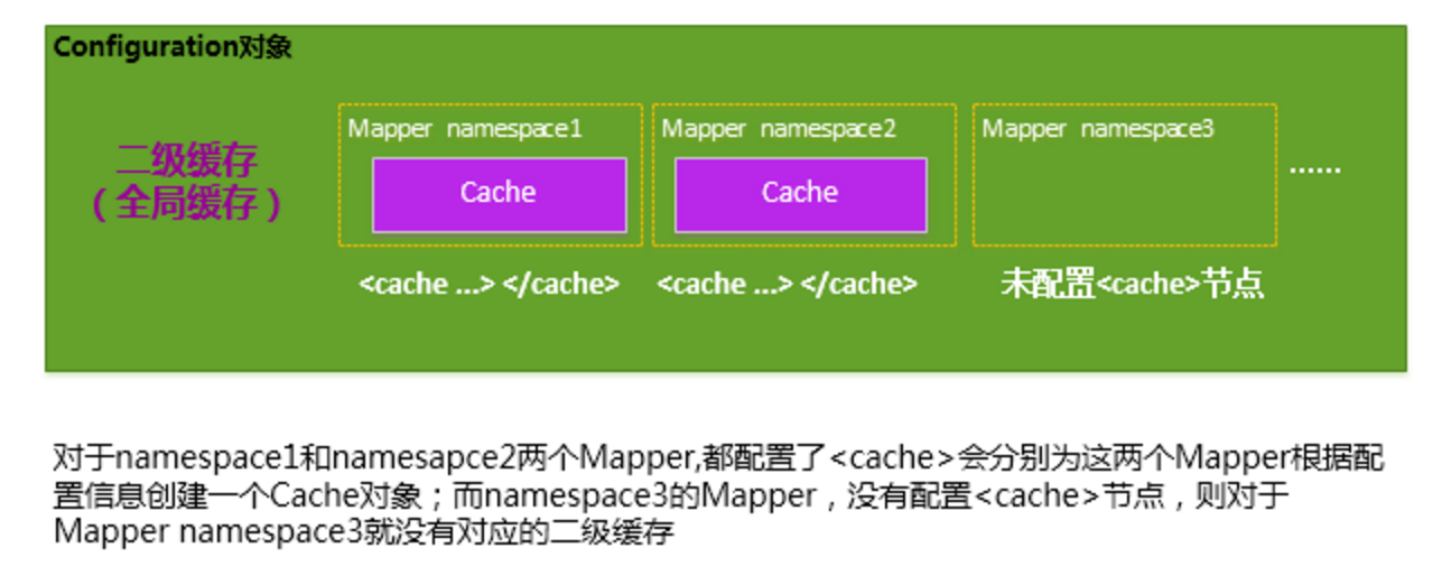 Configuration对象
Mapper namespace1
Mapper namespace2
Mapper namespace3
二级缓存
（全局缓存）
Cache
Cache
......
<cache ...> </cache>
<cache ...> </cache>
未配置<cache>节点
对于namespace1和namesapce2两个Mapper,都配置了<cache>会分别为这两个Mapper根据配
置信息创建一个Cache对象；而namespace3的Mapper，没有配置<cache>节点，则对于
Mapper namespace3就没有对应的二级缓存